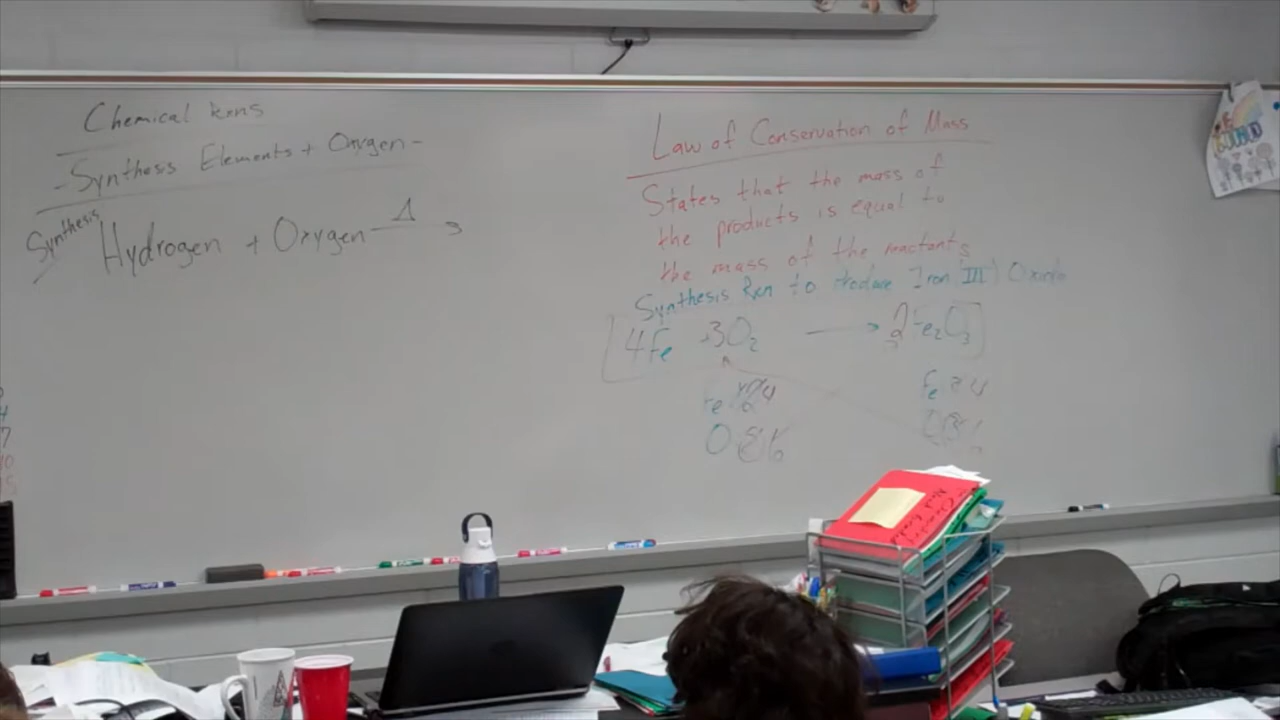 Chemical Rxns
- Synthesis Elements + Oxygen -
Synthesis
Hydrogen + Oxygen Δ →
Law of Conservation of Mass
States that the mass of
the products is equal to
the mass of the reactants
Synthesis Rxn to produce Iron (III) Oxide
4Fe + 3O₂ → 2Fe₂O₃
Fe
Fe
O